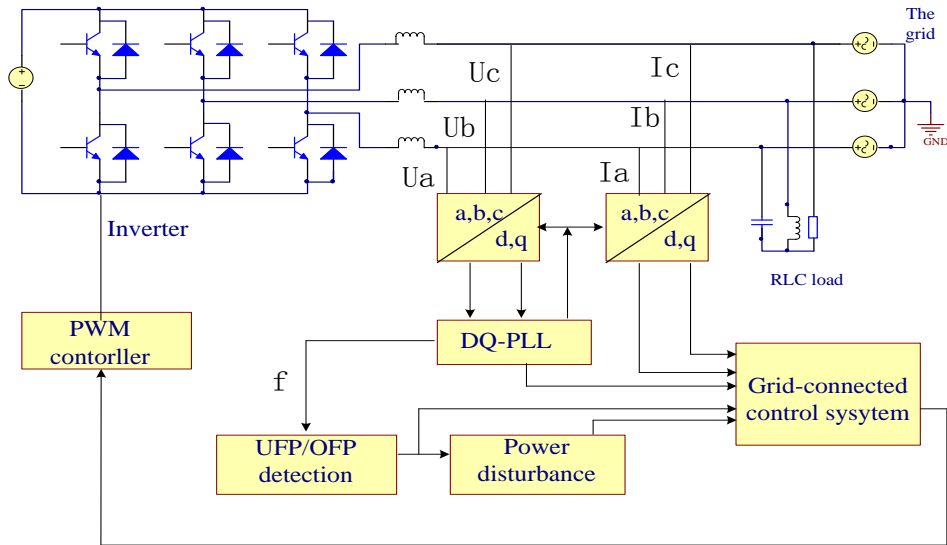 The
grid
Uc
Ic
Ub
Ib
GND
Ua
Ia
a,b,c
d,q
a,b,c
d,q
Inverter
RLC load
PWM
contorller
DQ-PLL
f
Grid-connected
control sysytem
UFP/OFP
detection
Power
disturbance